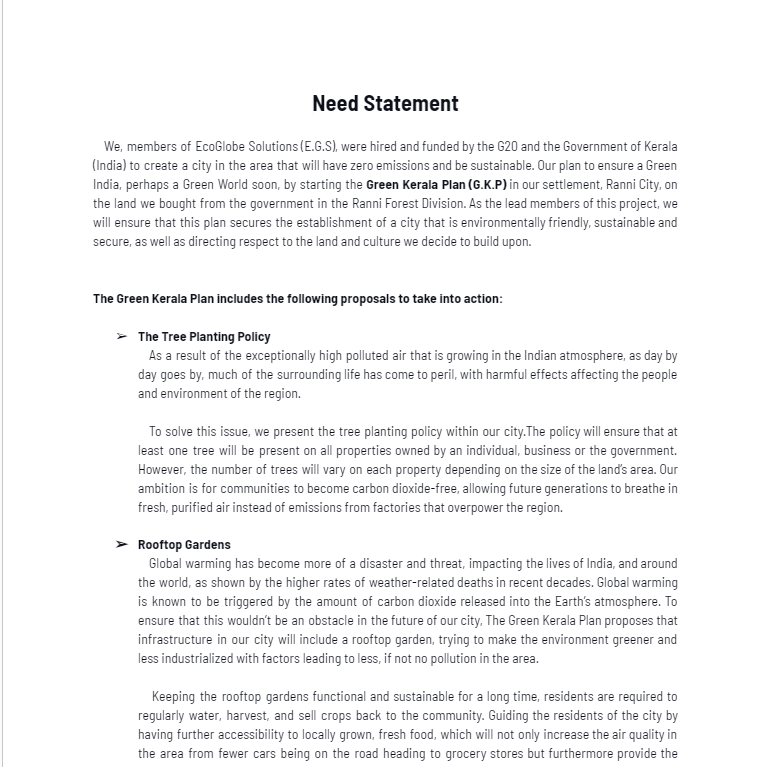 Need Statement
We, members of EcoGlobe Solutions (E.G.S), were hired and funded by the G20 and the Government of Kerala
(India) to create a city in the area that will have zero emissions and be sustainable. Our plan to ensure a Green
India, perhaps a Green World soon, by starting the Green Kerala Plan (G.K.P) in our settlement, Ranni City, on
the land we bought from the government in the Ranni Forest Division. As the lead members of this project, we
will ensure that this plan secures the establishment of a city that is environmentally friendly, sustainable and
secure, as well as directing respect to the land and culture we decide to build upon.
The Green Kerala Plan includes the following proposals to take into action:
➢ The Tree Planting Policy
As a result of the exceptionally high polluted air that is growing in the Indian atmosphere, as day by
day goes by, much of the surrounding life has come to peril, with harmful effects affecting the people
and environment of the region.
To solve this issue, we present the tree planting policy within our city.The policy will ensure that at
least one tree will be present on all properties owned by an individual, business or the government.
However, the number of trees will vary on each property depending on the size of the land's area. Our
ambition is for communities to become carbon dioxide-free, allowing future generations to breathe in
fresh, purified air instead of emissions from factories that overpower the region.
➢ Rooftop Gardens
Global warming has become more of a disaster and threat, impacting the lives of India, and around
the world, as shown by the higher rates of weather-related deaths in recent decades. Global warming
is known to be triggered by the amount of carbon dioxide released into the Earth's atmosphere. To
ensure that this wouldn't be an obstacle in the future of our city, The Green Kerala Plan proposes that
infrastructure in our city will include a rooftop garden, trying to make the environment greener and
less industrialized with factors leading to less, if not no pollution in the area.
Keeping the rooftop gardens functional and sustainable for a long time, residents are required to
regularly water, harvest, and sell crops back to the community. Guiding the residents of the city by
having further accessibility to locally grown, fresh food, which will not only increase the air quality in
the area from fewer cars being on the road heading to grocery stores but furthermore provide the